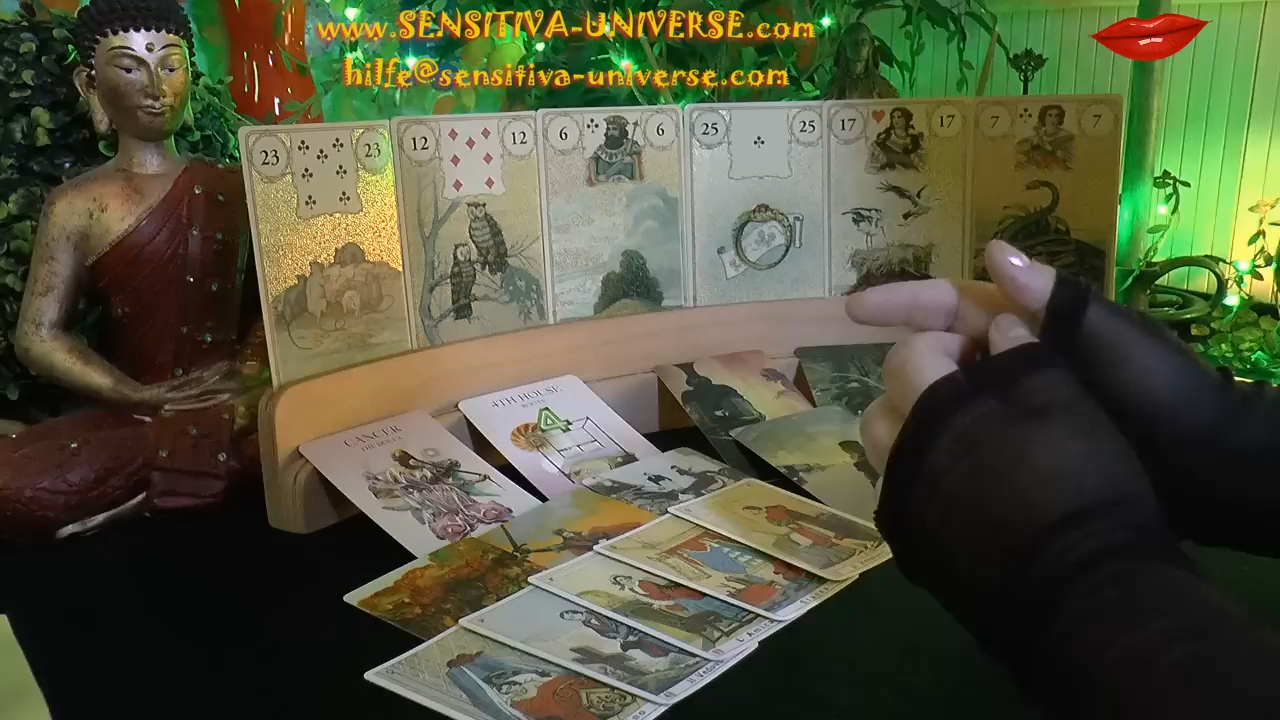 www.SENSITIVA-UNIVERSE.com
hilfe@sensitiva-universe.com
23 23
12 12
6 6
25 25
17 17
7 7
CANCER
4TH HOUSE
ROOTS
4